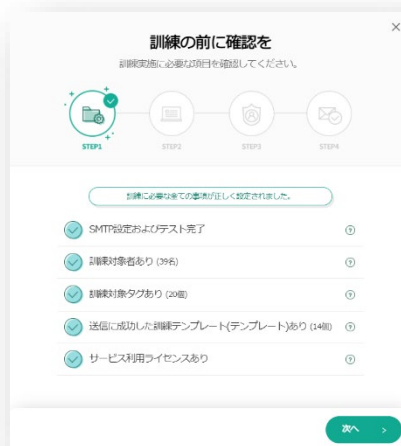 訓練の前に確認を
訓練実施に必要な項目を確認してください。
STEP1 STEP2 STEP3 STEP4
訓練に必要な全ての事項が正しく設定されました。
SMTP設定およびテスト完了
訓練対象者あり (39名)
訓練対象タグあり (20個)
送信に成功した訓練テンプレート(テンプレート)あり (14個)
サービス利用ライセンスあり
次へ >